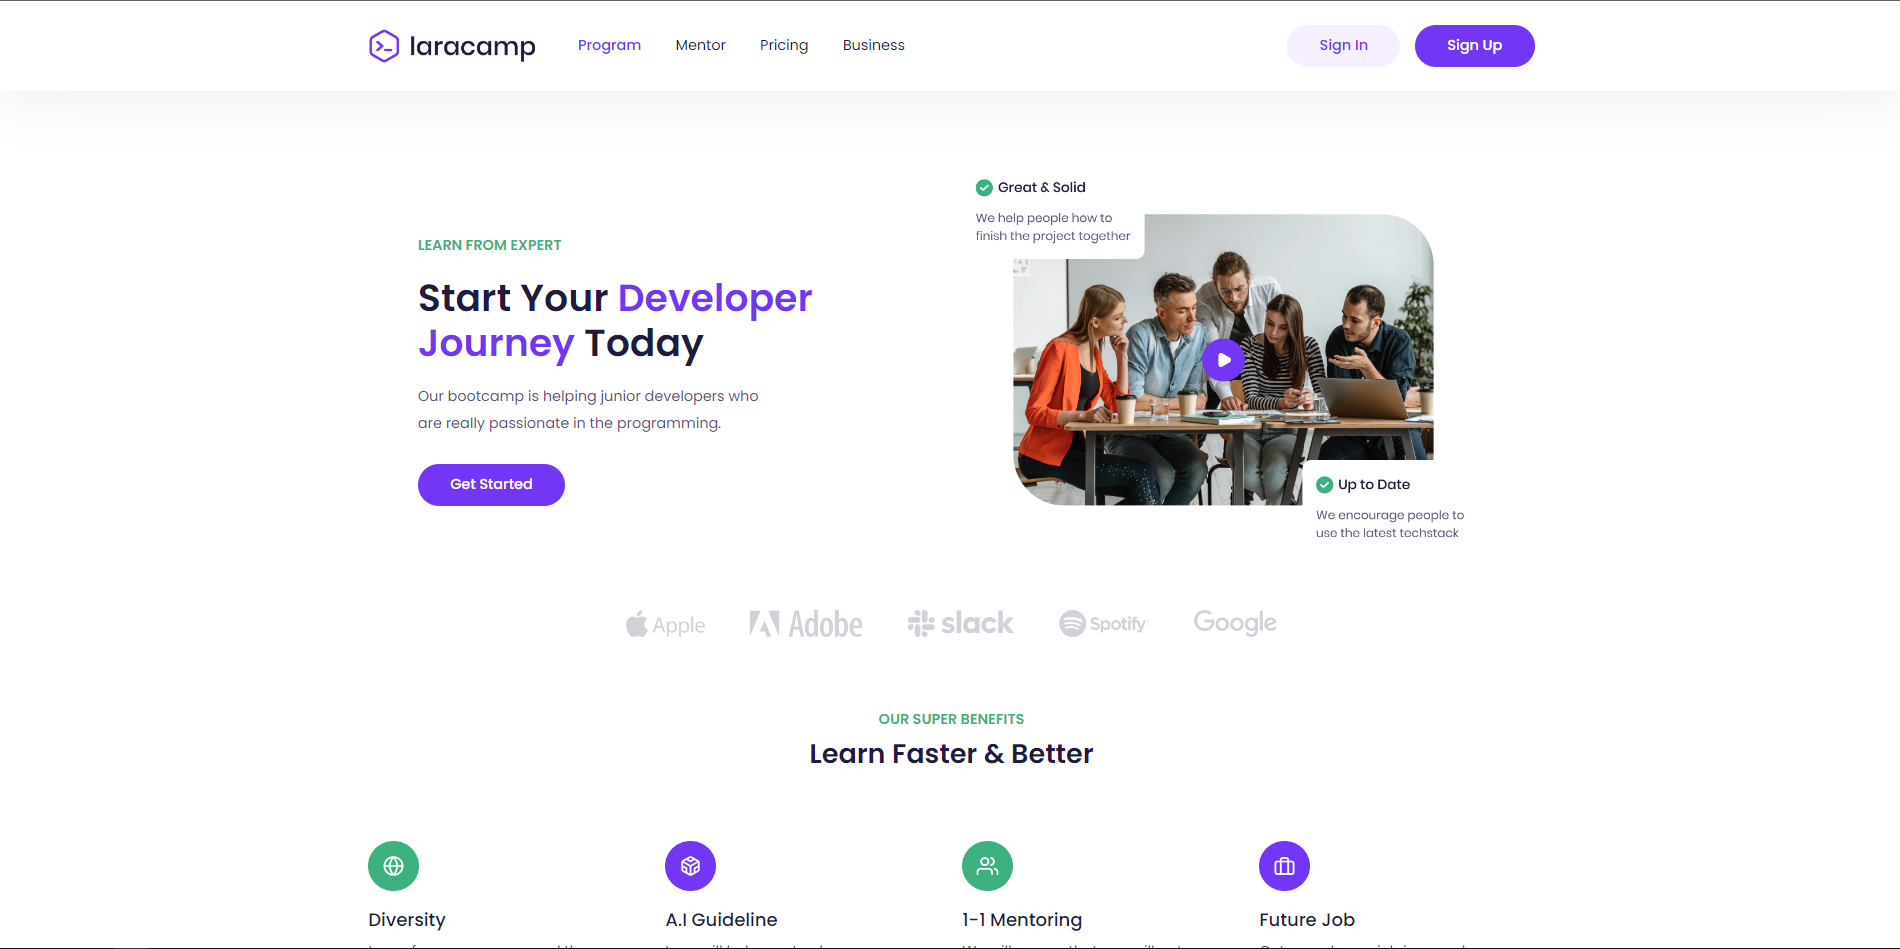 laracamp
Program
Mentor
Pricing
Business
Sign In
Sign Up
Great & Solid
We help people how to
finish the project together
LEARN FROM EXPERT
Start Your Developer
Journey Today
Our bootcamp is helping junior developers who
are really passionate in the programming.
Get Started
Up to Date
We encourage people to
use the latest techstack
Apple
Adobe
slack
Spotify
Google
OUR SUPER BENEFITS
Learn Faster & Better
Diversity
A.I Guideline
1-1 Mentoring
Future Job